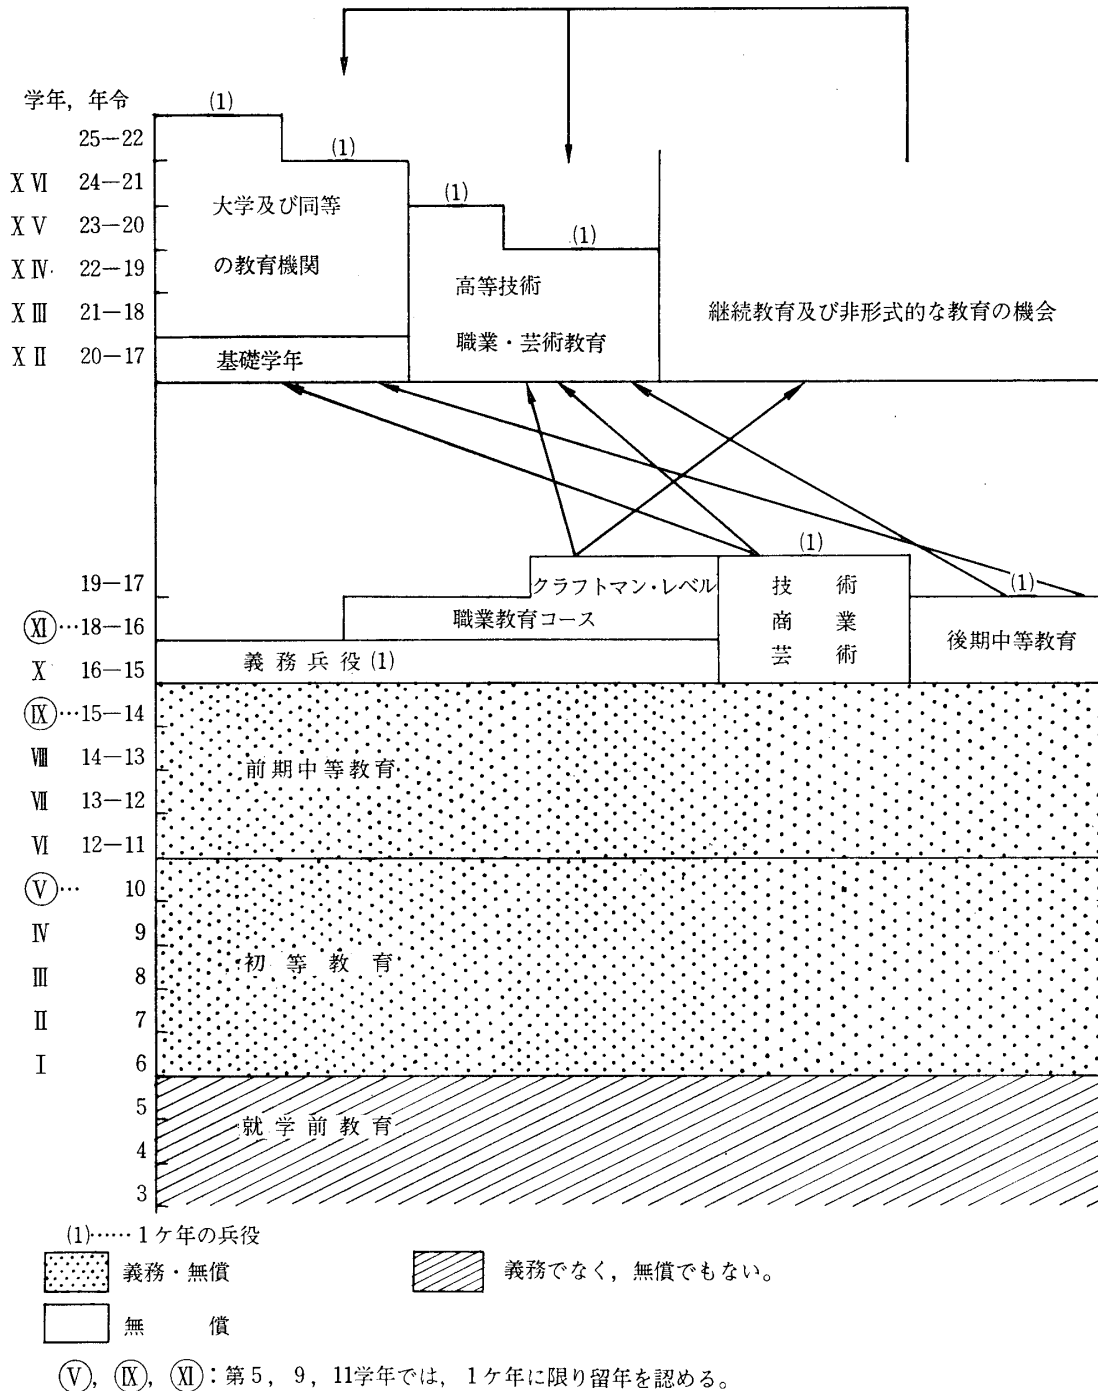 学年，年令
(1)
25―22
(1)
ⅩⅥ 24―21
(1)
大学及び同等
ⅩⅤ 23―20
(1)
の教育機関
ⅩⅣ 22―19
高等技術
ⅩⅢ 21―18
継続教育及び非形式的な教育の機会
職業・芸術教育
ⅩⅡ 20―17
基礎学年
(1)
19―17
クラフトマン・レベル
技術
(1)
Ⅺ…18―16
職業教育コース
商業
後期中等教育
Ⅹ 16―15
義務兵役(1)
芸術
Ⅸ…15―14
Ⅷ 14―13
前期中等教育
Ⅶ 13―12
Ⅵ 12―11
Ⅴ… 10
Ⅳ 9
初等教育
Ⅲ 8
Ⅱ 7
Ⅰ 6
5
就学前教育
4
3
(1)……1ケ年の兵役
義務・無償
義務でなく，無償でもない。
無償
Ⓥ，Ⅸ，Ⅺ：第5，9，11学年では，1ケ年に限り留年を認める。